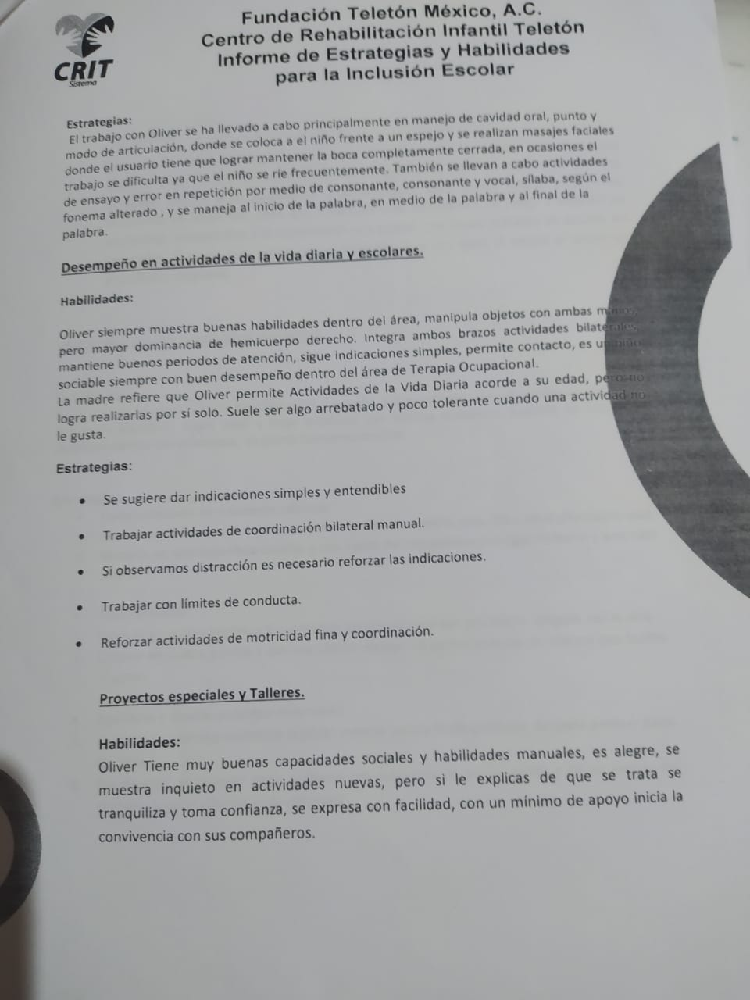 CRIT
Sistema
Fundación Teletón México, A.C.
Centro de Rehabilitación Infantil Teletón
Informe de Estrategias y Habilidades
para la Inclusión Escolar
Estrategias:
El trabajo con Oliver se ha llevado a cabo principalmente en manejo de cavidad oral, punto y
modo de articulación, donde se coloca a el niño frente a un espejo y se realizan masajes faciales
donde el usuario tiene que lograr mantener la boca completamente cerrada, en ocasiones el
trabajo se dificulta ya que el niño se ríe frecuentemente. También se llevan a cabo actividades
de ensayo y error en repetición por medio de consonante, consonante y vocal, sílaba, según el
fonema alterado , y se maneja al inicio de la palabra, en medio de la palabra y al final de la
palabra.
Desempeño en actividades de la vida diaria y escolares.
Habilidades:
Oliver siempre muestra buenas habilidades dentro del área, manipula objetos con ambas manos,
pero mayor dominancia de hemicuerpo derecho. Integra ambos brazos actividades bilaterales,
mantiene buenos periodos de atención, sigue indicaciones simples, permite contacto, es un niño
sociable siempre con buen desempeño dentro del área de Terapia Ocupacional.
La madre refiere que Oliver permite Actividades de la Vida Diaria acorde a su edad, pero no
logra realizarlas por sí solo. Suele ser algo arrebatado y poco tolerante cuando una actividad no
le gusta.
Estrategias:
• Se sugiere dar indicaciones simples y entendibles
• Trabajar actividades de coordinación bilateral manual.
• Si observamos distracción es necesario reforzar las indicaciones.
• Trabajar con límites de conducta.
• Reforzar actividades de motricidad fina y coordinación.
Proyectos especiales y Talleres.
Habilidades:
Oliver Tiene muy buenas capacidades sociales y habilidades manuales, es alegre, se
muestra inquieto en actividades nuevas, pero si le explicas de que se trata se
tranquiliza y toma confianza, se expresa con facilidad, con un mínimo de apoyo inicia la
convivencia con sus compañeros.